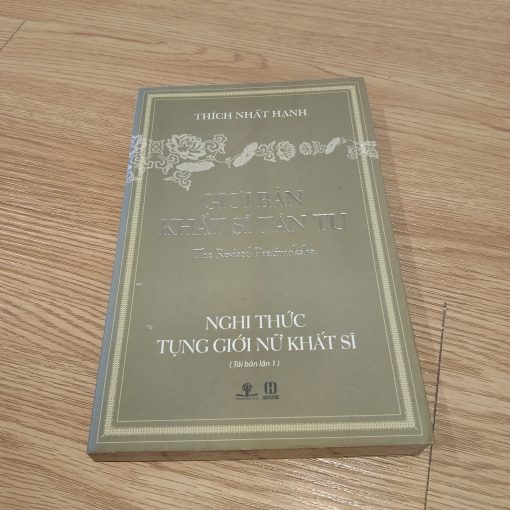 THÍCH NHẤT HẠNH
GIỚI BẢN
KHẤT SĨ TÂN TU
The Revised Pratimoksha
NGHI THỨC
TỤNG GIỚI NỮ KHẤT SĨ
(Tái bản lần 1)